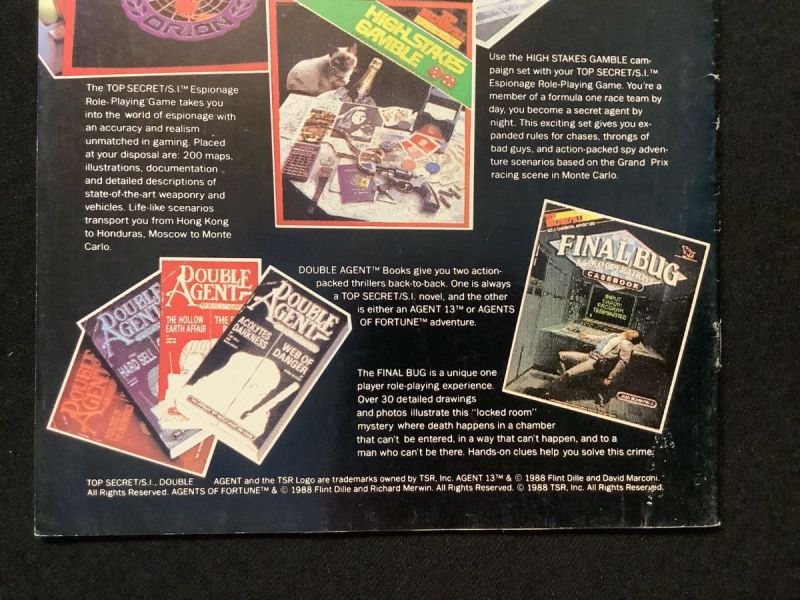 ORION
HIGH STAKES
GAMBLE
The TOP SECRET/S.I.™ Espionage
Role-Playing Game takes you
into the world of espionage with
an accuracy and realism
unmatched in gaming. Placed
at your disposal are: 200 maps,
illustrations, documentation
and detailed descriptions of
state-of-the-art weaponry and
vehicles. Life-like scenarios
transport you from Hong Kong
to Honduras, Moscow to Monte
Carlo.
Use the HIGH STAKES GAMBLE cam-
paign set with your TOP SECRET/S.I.™
Espionage Role-Playing Game. You're a
member of a formula one race team by
day, you become a secret agent by
night. This exciting set gives you ex-
panded rules for chases, throngs of
bad guys, and action-packed spy adven-
ture scenarios based on the Grand Prix
racing scene in Monte Carlo.
DOUBLE AGENT™ Books give you two action-
packed thrillers back-to-back. One is always
a TOP SECRET/S.I. novel, and the other
is either an AGENT 13™ or AGENTS
OF FORTUNE™ adventure.
DOUBLE
AGENT
DOUBLE
AGENT
THE HARD SELL
DOUBLE
AGENT
THE HOLLOW
EARTH AFFAIR
THE
DOUBLE
AGENT
ACOLYTES
DARKNESS
WEB OF
DANGER
FINAL BUG
CASEBOOK
INPUT
ERROR
PROGRAM
TERMINATED
The FINAL BUG is a unique one
player role-playing experience.
Over 30 detailed drawings
and photos illustrate this "locked room"
mystery where death happens in a chamber
that can't be entered, in a way that can't happen, and to a
man who can't be there. Hands-on clues help you solve this crime.
TOP SECRET/S.I., DOUBLE AGENT and the TSR Logo are trademarks owned by TSR, Inc. AGENT 13™ & © 1988 Flint Dille and David Marconi.
All Rights Reserved. AGENTS OF FORTUNE™ & © 1988 Flint Dille and Richard Merwin. All Rights Reserved. © 1988 TSR, Inc. All Rights Reserved.